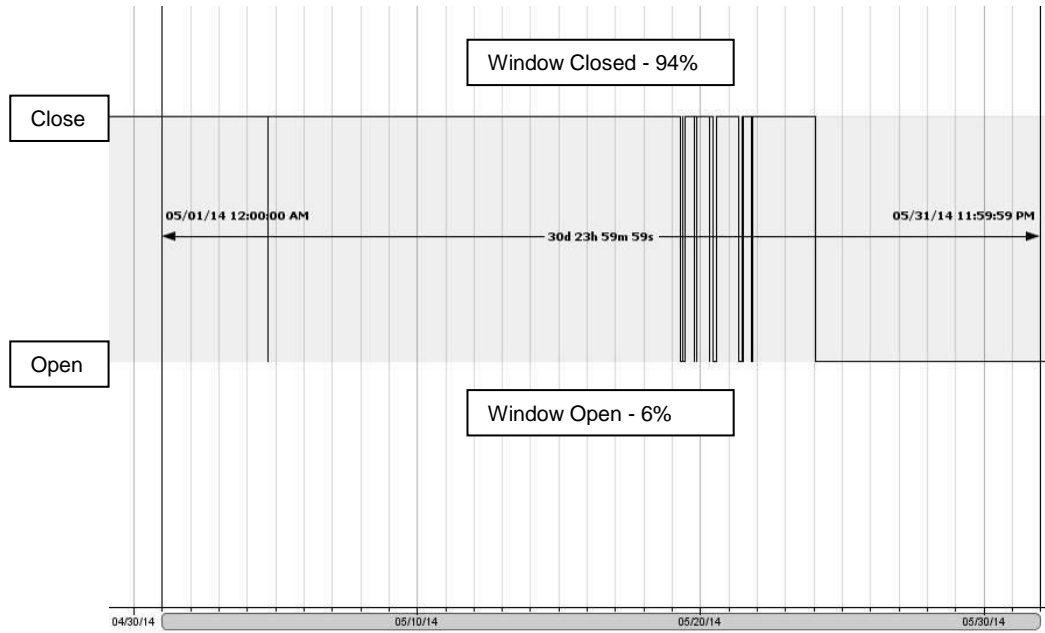 Window Closed - 94%
Close
05/01/14 12:00:00 AM
05/31/14 11:59:59 PM
30d 23h 59m 59s
Open
Window Open - 6%
04/30/14
05/10/14
05/20/14
05/30/14